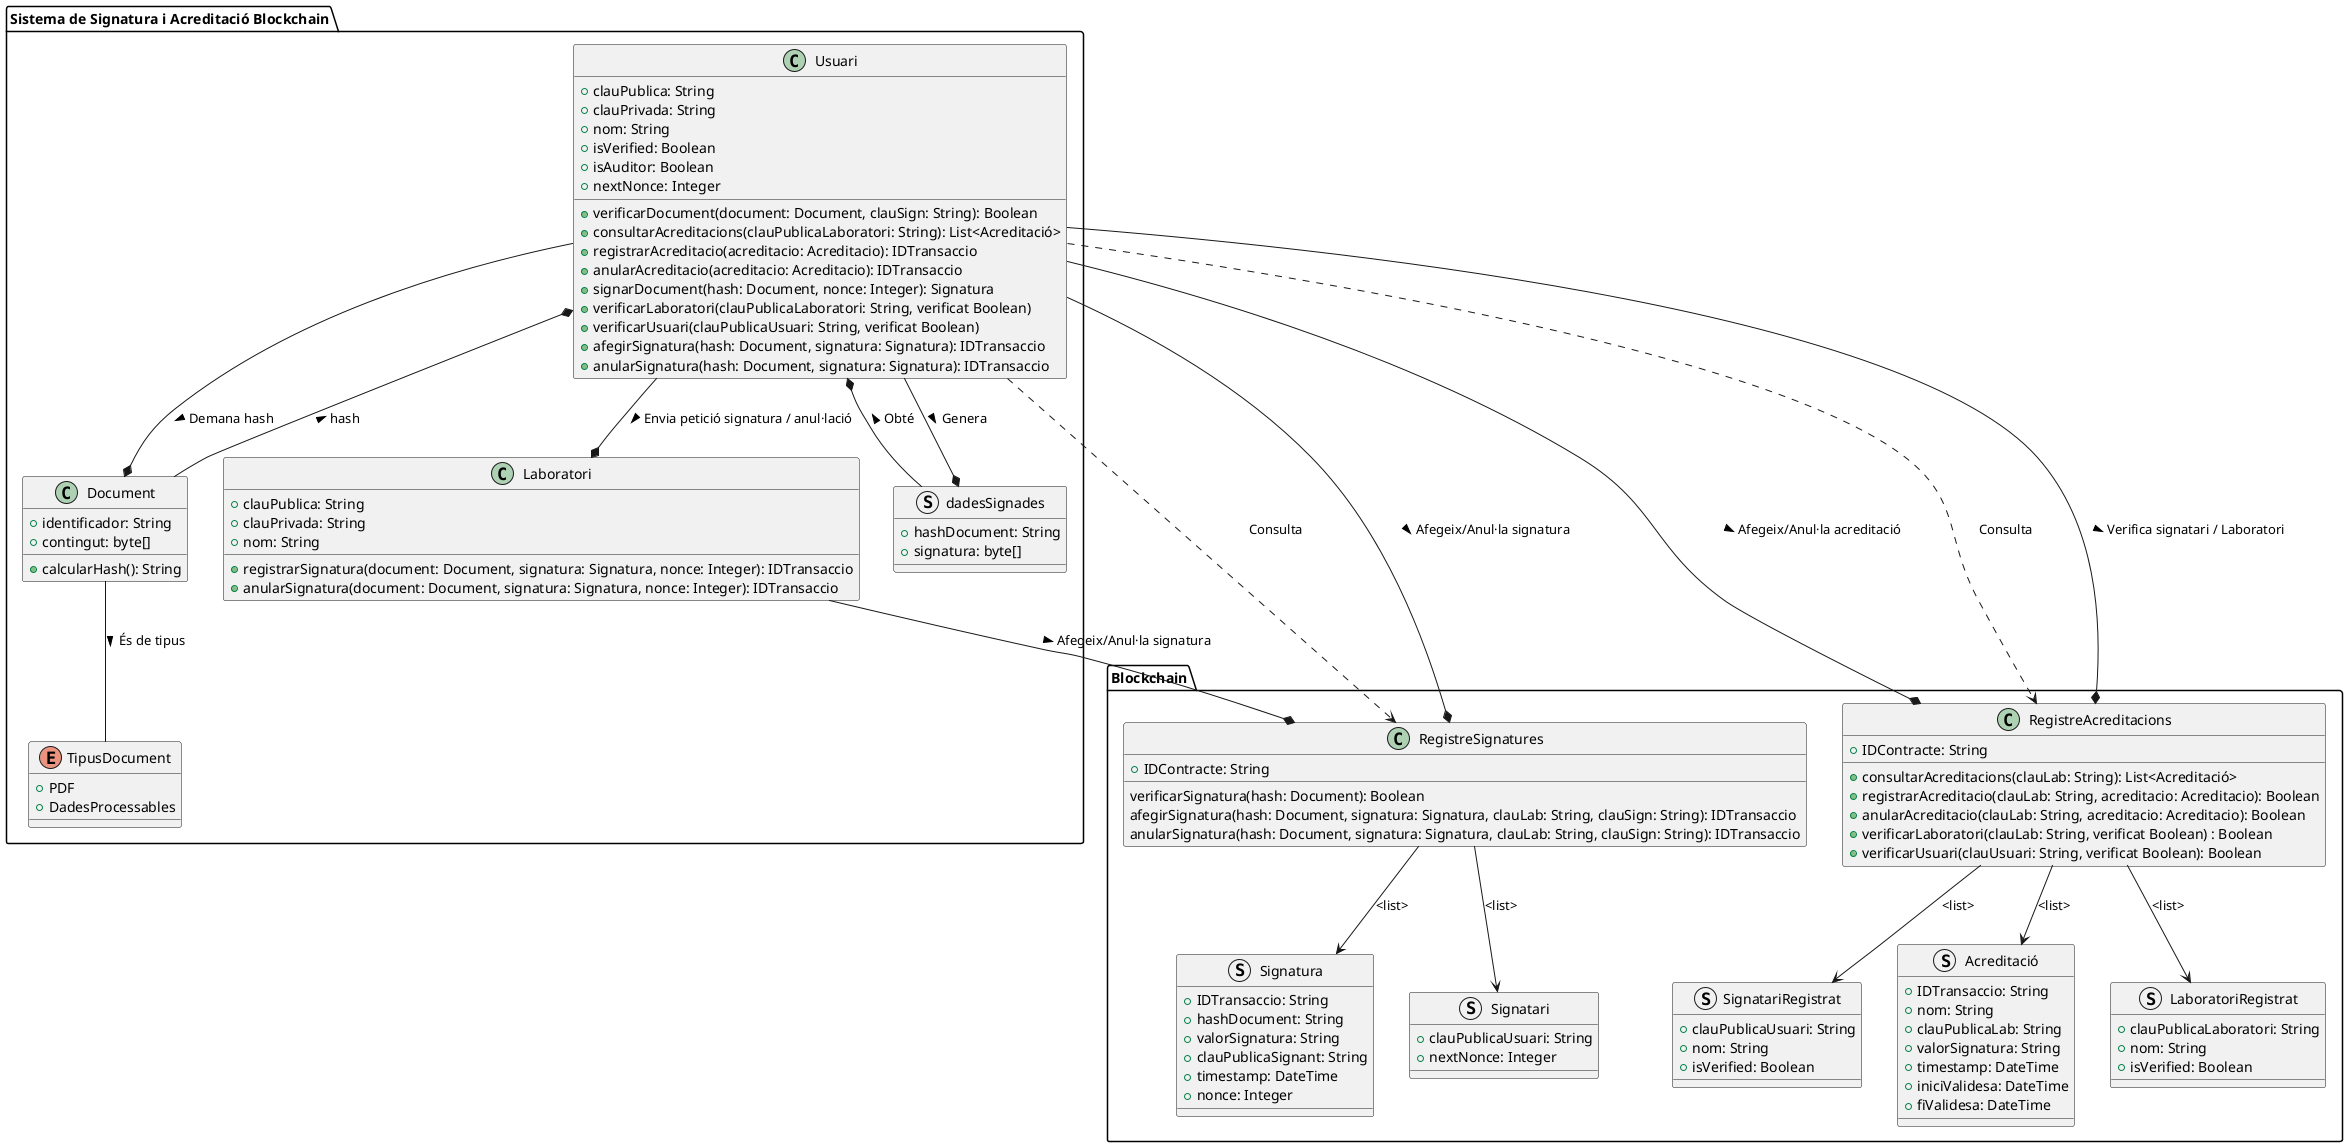 Sistema de Signatura i Acreditació Blockchain
Usuari
clauPublica: String
clauPrivada: String
nom: String
isVerified: Boolean
isAuditor: Boolean
nextNonce: Integer
verificarDocument(document: Document, clauSign: String): Boolean
consultarAcreditacions(clauPublicaLaboratori: String): List<Acreditació>
registrarAcreditacio(acreditacio: Acreditacio): IDTransaccio
anularAcreditacio(acreditacio: Acreditacio): IDTransaccio
signarDocument(hash: Document, nonce: Integer): Signatura
verificarLaboratori(clauPublicaLaboratori: String, verificat Boolean)
verificarUsuari(clauPublicaUsuari: String, verificat Boolean)
afegirSignatura(hash: Document, signatura: Signatura): IDTransaccio
anularSignatura(hash: Document, signatura: Signatura): IDTransaccio
Demana hash
hash
Envia petició signatura / anul·lació
Obté
Genera
Consulta
Afegeix/Anul·la signatura
Afegeix/Anul·la acreditació
Consulta
Verifica signatari / Laboratori
Document
identificador: String
contingut: byte[]
calcularHash(): String
Laboratori
clauPublica: String
clauPrivada: String
nom: String
registrarSignatura(document: Document, signatura: Signatura, nonce: Integer): IDTransaccio
anularSignatura(document: Document, signatura: Signatura, nonce: Integer): IDTransaccio
S dadesSignades
hashDocument: String
signatura: byte[]
És de tipus
Afegeix/Anul·la signatura
E TipusDocument
PDF
DadesProcessables
Blockchain
C RegistreSignatures
IDContracte: String
verificarSignatura(hash: Document): Boolean
afegirSignatura(hash: Document, signatura: Signatura, clauLab: String, clauSign: String): IDTransaccio
anularSignatura(hash: Document, signatura: Signatura, clauLab: String, clauSign: String): IDTransaccio
C RegistreAcreditacions
IDContracte: String
consultarAcreditacions(clauLab: String): List<Acreditació>
registrarAcreditacio(clauLab: String, acreditacio: Acreditacio): Boolean
anularAcreditacio(clauLab: String, acreditacio: Acreditacio): Boolean
verificarLaboratori(clauLab: String, verificat Boolean) : Boolean
verificarUsuari(clauUsuari: String, verificat Boolean): Boolean
<list>
<list>
<list>
<list>
<list>
S Signatura
IDTransaccio: String
hashDocument: String
valorSignatura: String
clauPublicaSignant: String
timestamp: DateTime
nonce: Integer
S Signatari
clauPublicaUsuari: String
nextNonce: Integer
S SignatariRegistrat
clauPublicaUsuari: String
nom: String
isVerified: Boolean
S Acreditació
IDTransaccio: String
nom: String
clauPublicaLab: String
valorSignatura: String
timestamp: DateTime
iniciValidesa: DateTime
fiValidesa: DateTime
S LaboratoriRegistrat
clauPublicaLaboratori: String
nom: String
isVerified: Boolean